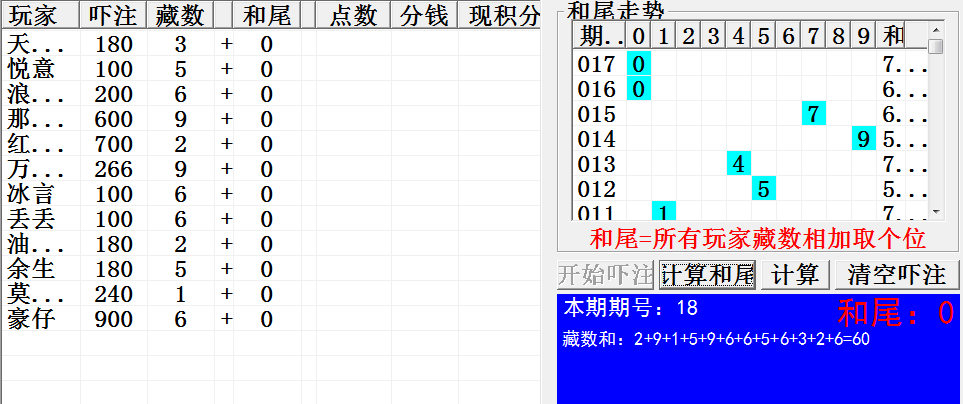 玩家 吓注 藏数 和尾 点数 分钱 现积分
天... 180 3 + 0
悦意 100 5 + 0
浪... 200 6 + 0
那... 600 9 + 0
红... 700 2 + 0
万... 266 9 + 0
冰言 100 6 + 0
丢丢 100 6 + 0
油... 180 2 + 0
余生 180 5 + 0
莫... 240 1 + 0
豪仔 900 6 + 0
和尾走势
期.. 0 1 2 3 4 5 6 7 8 9 和
017 0 7...
016 0 6...
015 7 6...
014 9 5...
013 4 7...
012 5 5...
011 1 7...
和尾=所有玩家藏数相加取个位
开始吓注 计算和尾 计算 清空吓注
本期期号：18 和尾：0
藏数和：2+9+1+5+9+6+6+5+6+3+2+6=60